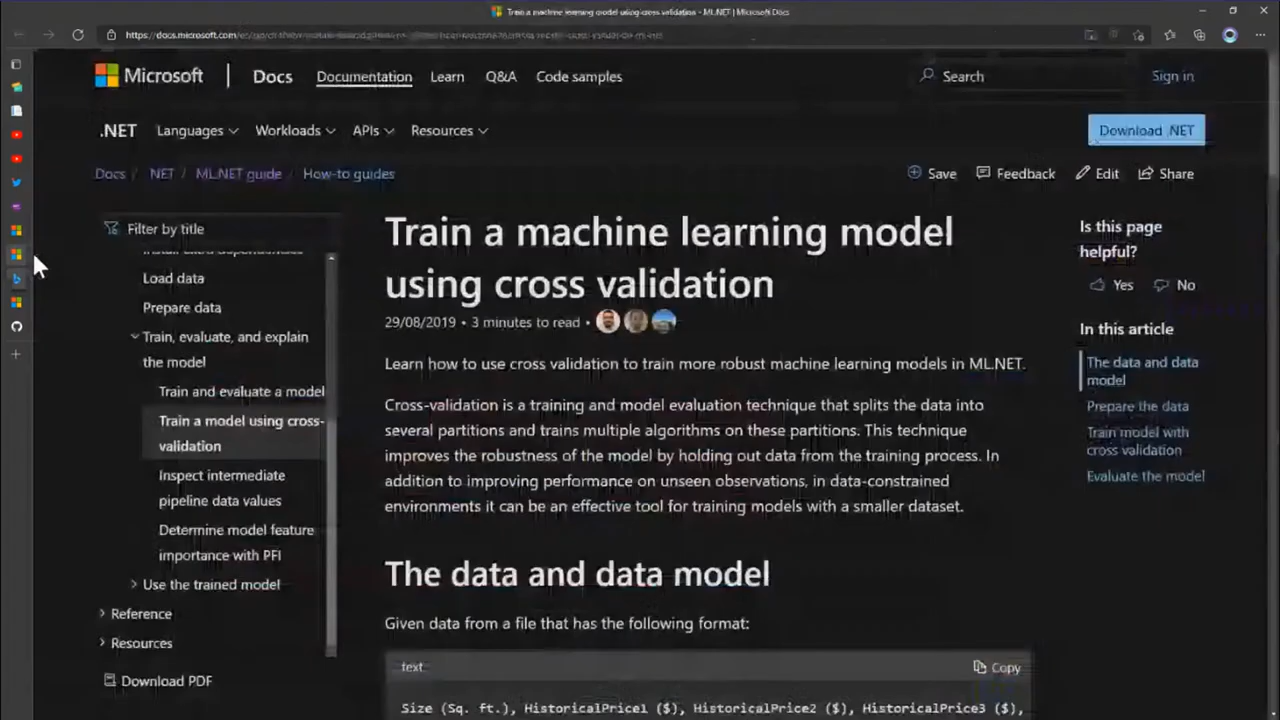 Train a machine learning model using cross validation - ML.NET | Microsoft Docs
Microsoft
Docs
Documentation
Learn
Q&A
Code samples
Search
Sign in
.NET
Languages
Workloads
APIs
Resources
Download .NET
Docs / .NET / ML.NET guide / How-to guides
Save
Feedback
Edit
Share
Filter by title
Load data
Prepare data
Train, evaluate, and explain
the model
Train and evaluate a model
Train a model using cross-
validation
Inspect intermediate
pipeline data values
Determine model feature
importance with PFI
Use the trained model
Reference
Resources
Download PDF
Train a machine learning model
using cross validation
29/08/2019 • 3 minutes to read
Learn how to use cross validation to train more robust machine learning models in ML.NET.
Cross-validation is a training and model evaluation technique that splits the data into
several partitions and trains multiple algorithms on these partitions. This technique
improves the robustness of the model by holding out data from the training process. In
addition to improving performance on unseen observations, in data-constrained
environments it can be an effective tool for training models with a smaller dataset.
The data and data model
Given data from a file that has the following format:
text
Copy
Size (Sq. ft.), HistoricalPrice1 ($), HistoricalPrice2 ($), HistoricalPrice3 ($),
Is this page
helpful?
Yes
No
In this article
The data and data
model
Prepare the data
Train model with
cross validation
Evaluate the model